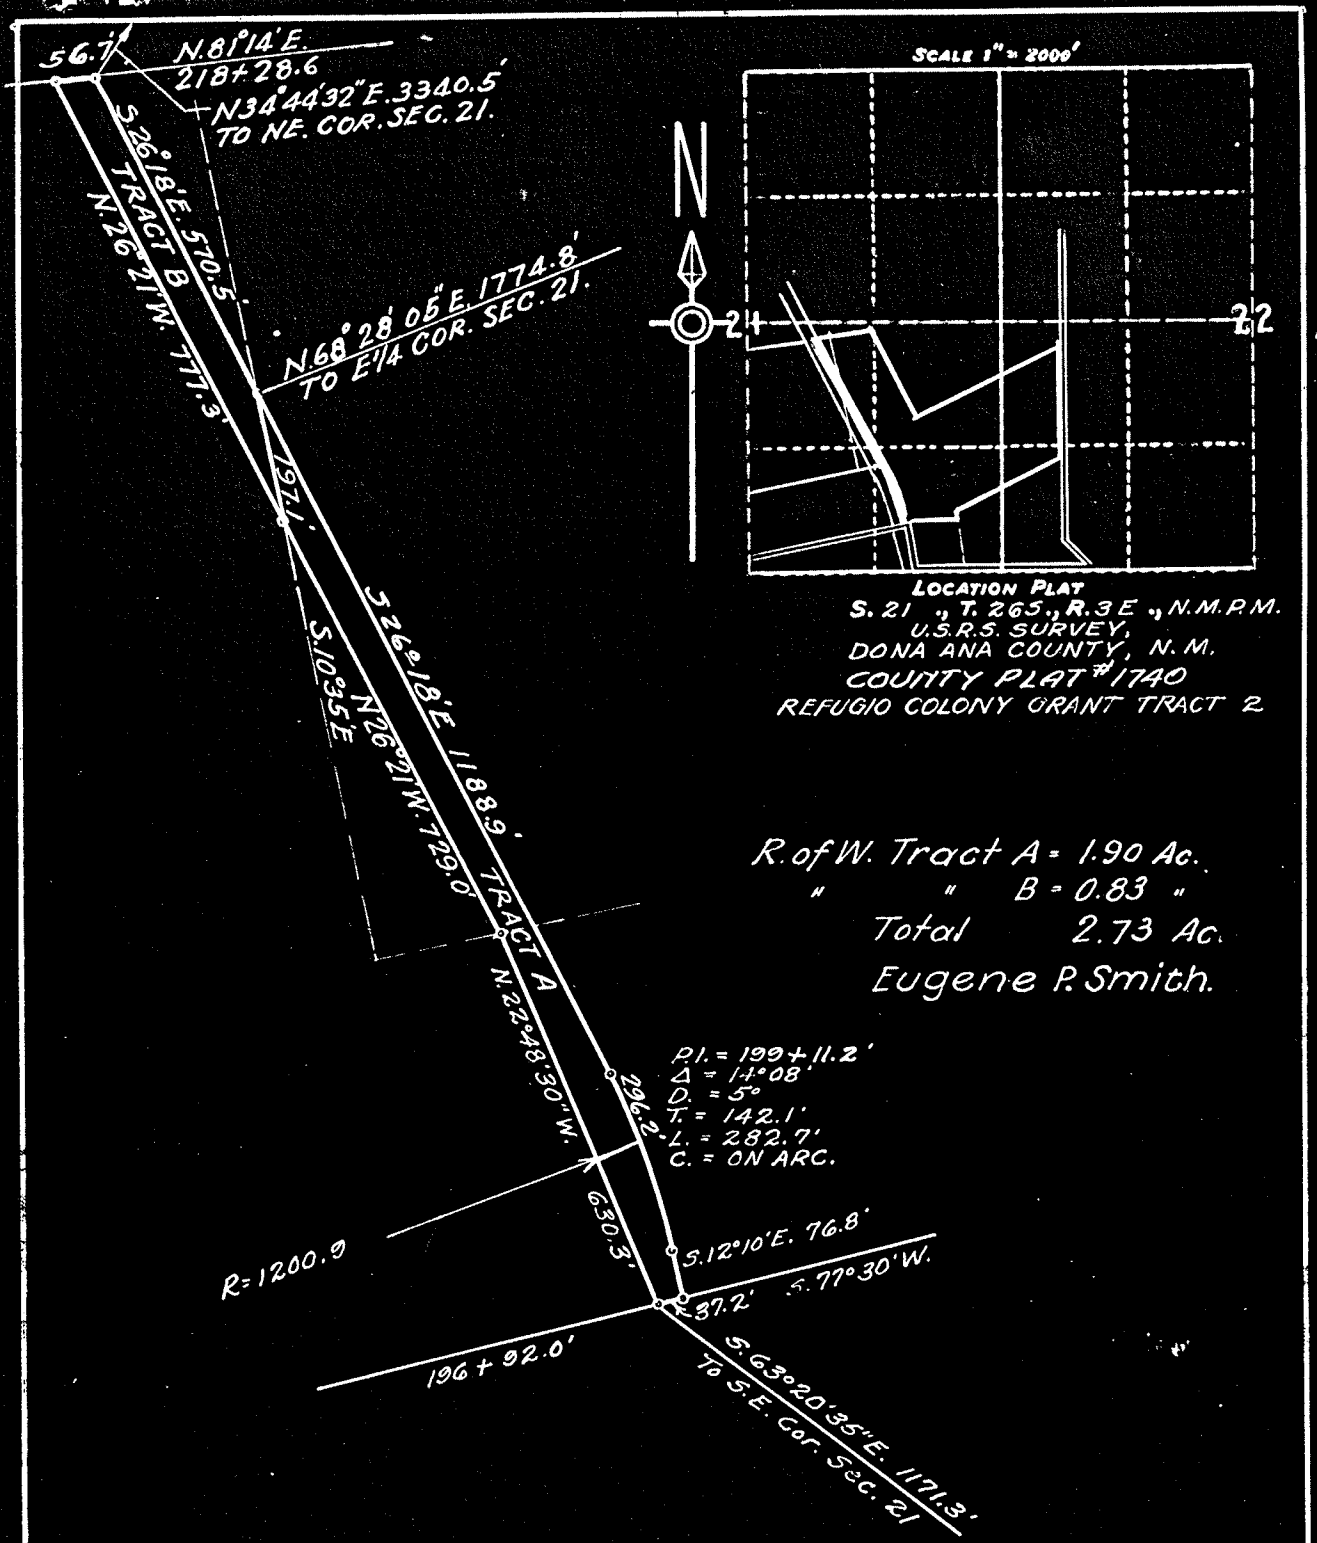 56.7'
N.81°14'E.
218+28.6
N34°44'32"E.3340.5'
TO NE. COR. SEC. 21.
S.26°18'E. 570.5'
TRACT B
N.26°21'W. 777.3'
N.68°28'05"E. 1774.8'
TO E 1/4 COR. SEC. 21.
197.1'
S.10°35'E
S26°18'E 1188.9'
N26°21'W. 729.0'
TRACT A
N.22°48'30"W.
630.3'
296.2'
P.I. = 199+11.2'
Δ = 14°08'
D. = 5°
T. = 142.1'
L. = 282.7'
C. = ON ARC.
R=1200.9
S.12°10'E. 76.8'
S.77°30'W.
37.2'
196+92.0'
S.63°20'35"E. 1171.3'
To S.E. Cor. Sec. 21
SCALE 1" = 2000'
N
21
22
LOCATION PLAT
S. 21 ., T. 26S., R. 3E ., N.M.P.M.
U.S.R.S. SURVEY,
DONA ANA COUNTY, N. M.
COUNTY PLAT #1740
REFUGIO COLONY GRANT TRACT 2
R. of W. Tract A = 1.90 Ac.
" " B = 0.83 "
Total 2.73 Ac.
Eugene P. Smith.